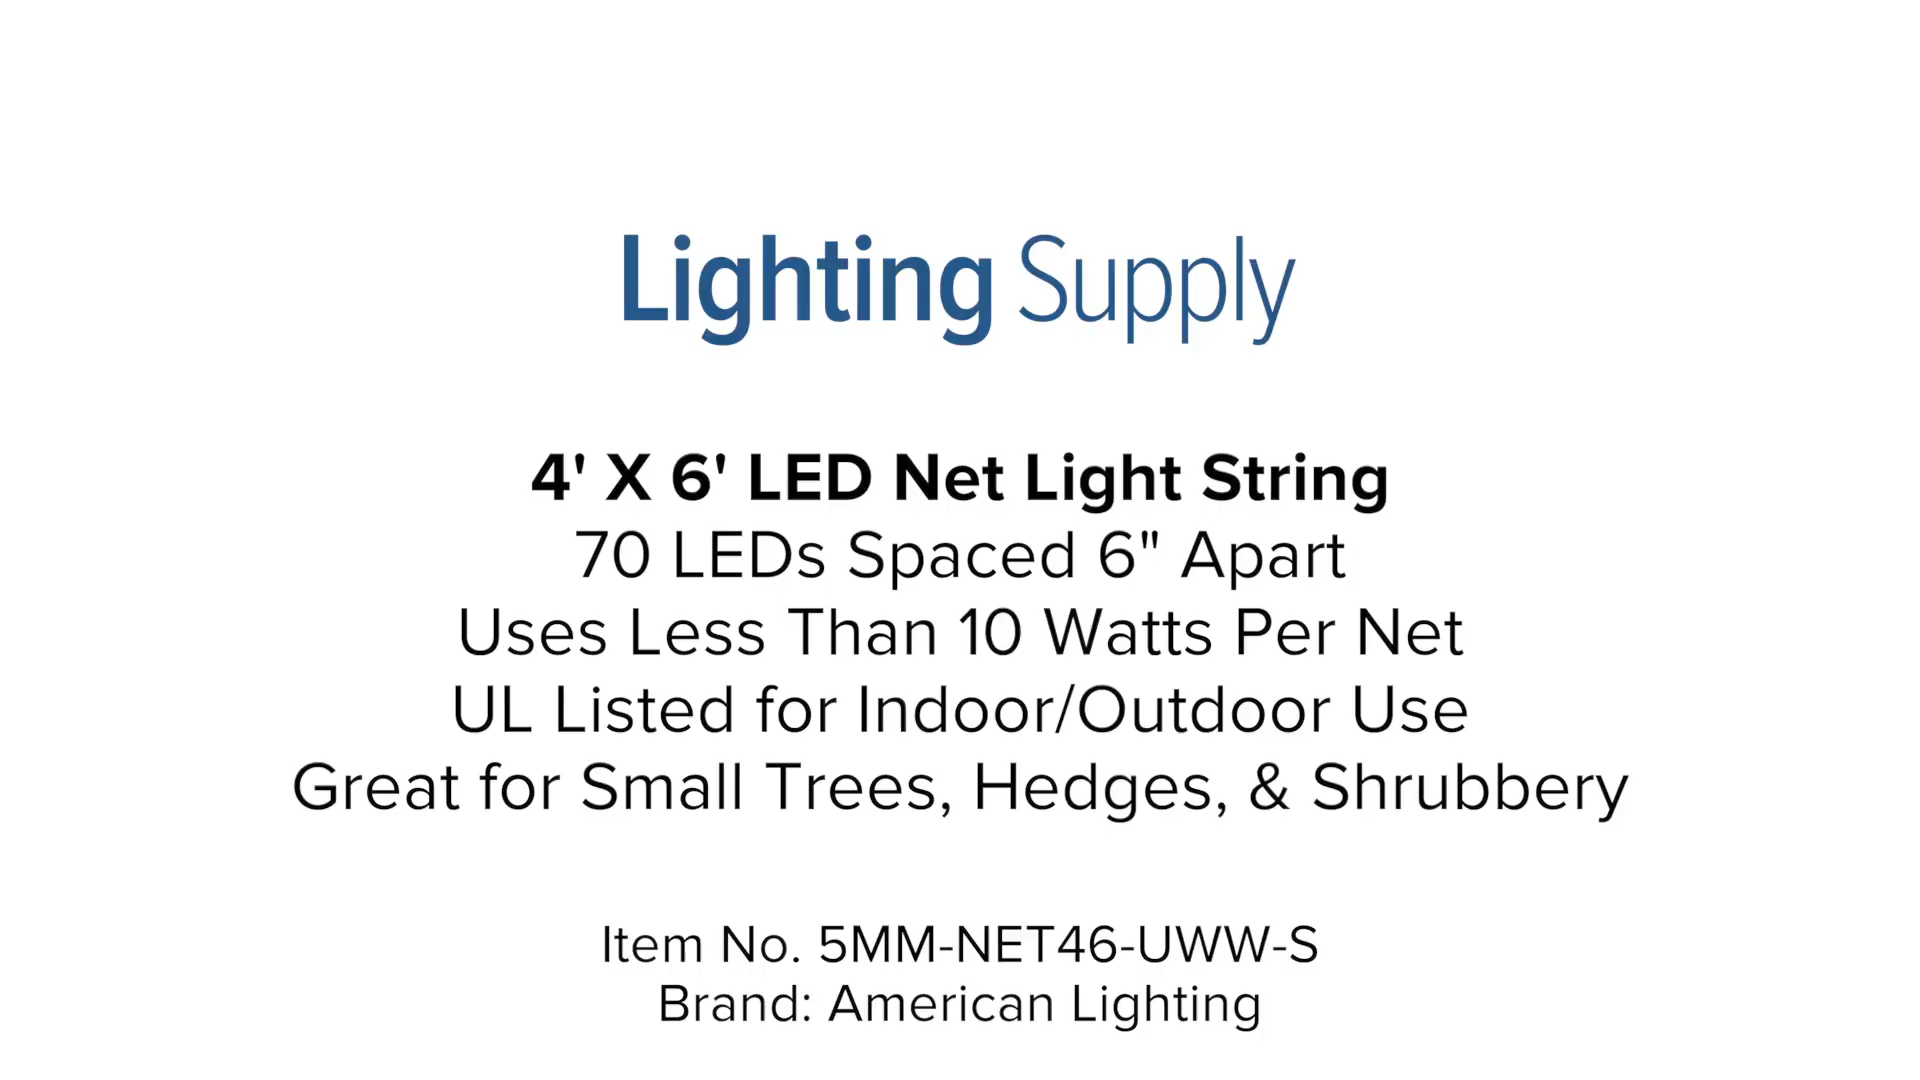 Lighting Supply
4' X 6' LED Net Light String
70 LEDs Spaced 6" Apart
Uses Less Than 10 Watts Per Net
UL Listed for Indoor/Outdoor Use
Great for Small Trees, Hedges, & Shrubbery
Item No. 5MM-NET46-UWW-S
Brand: American Lighting